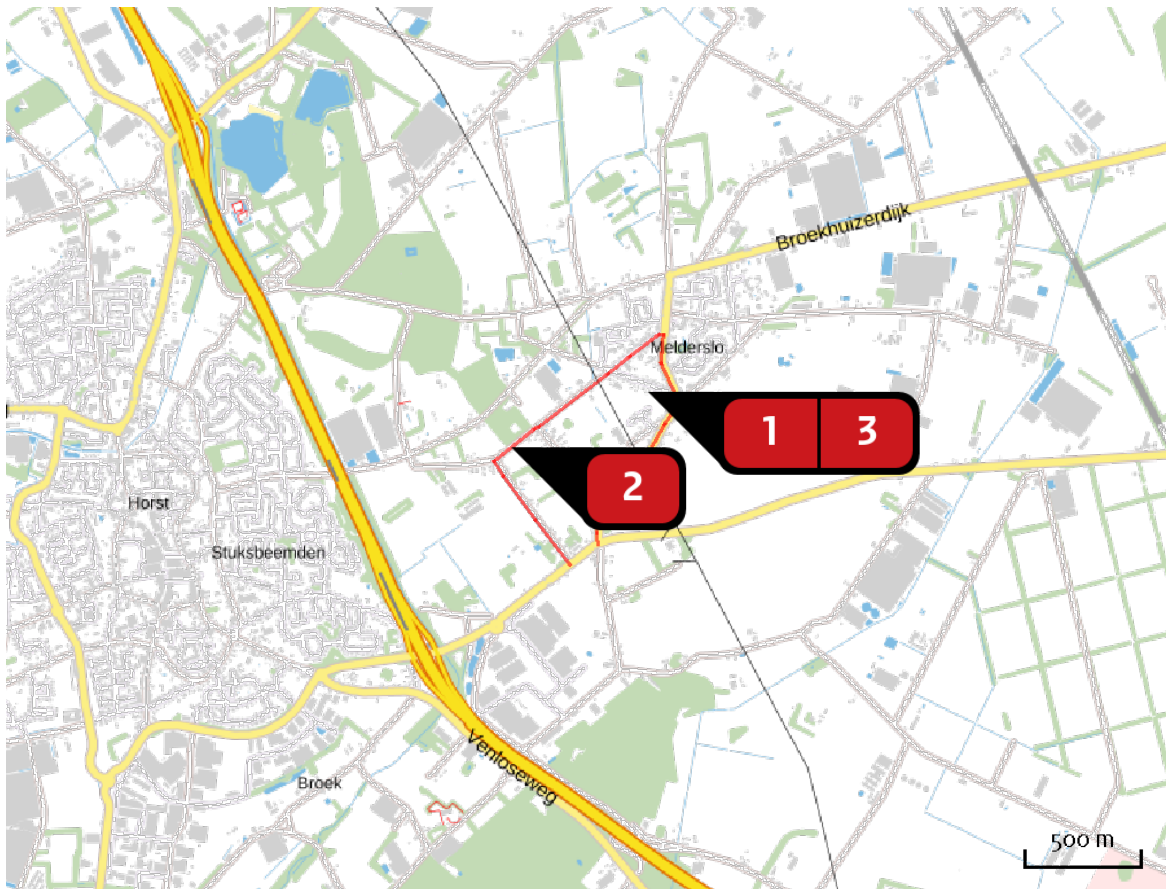 Broekhuizerdijk
Melderslo
1 3
2
Horst
Stuksbeemden
Venloseweg
Broek
500 m